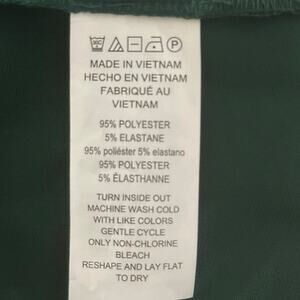 MADE IN VIETNAM
HECHO EN VIETNAM
FABRIQUÉ AU
VIETNAM
95% POLYESTER
5% ELASTANE
95% poliéster 5% elastano
95% POLYESTER
5% ÉLASTHANNE
TURN INSIDE OUT
MACHINE WASH COLD
WITH LIKE COLORS
GENTLE CYCLE
ONLY NON-CHLORINE
BLEACH
RESHAPE AND LAY FLAT
TO DRY